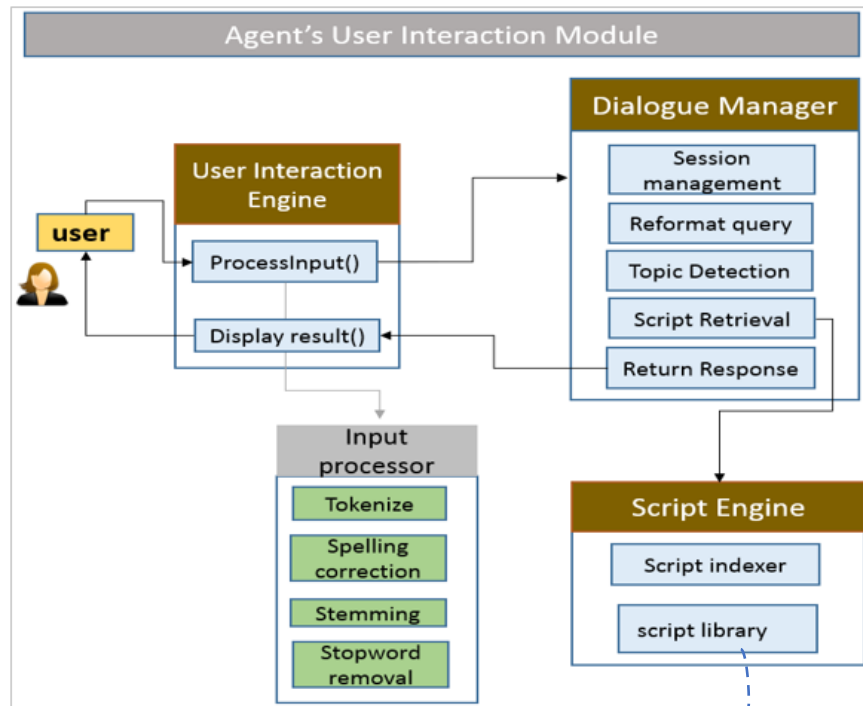 Agent's User Interaction Module
Dialogue Manager
Session
management
Reformat query
Topic Detection
Script Retrieval
Return Response
User Interaction
Engine
ProcessInput()
Display result()
user
Input
processor
Tokenize
Spelling
correction
Stemming
Stopword
removal
Script Engine
Script indexer
script library